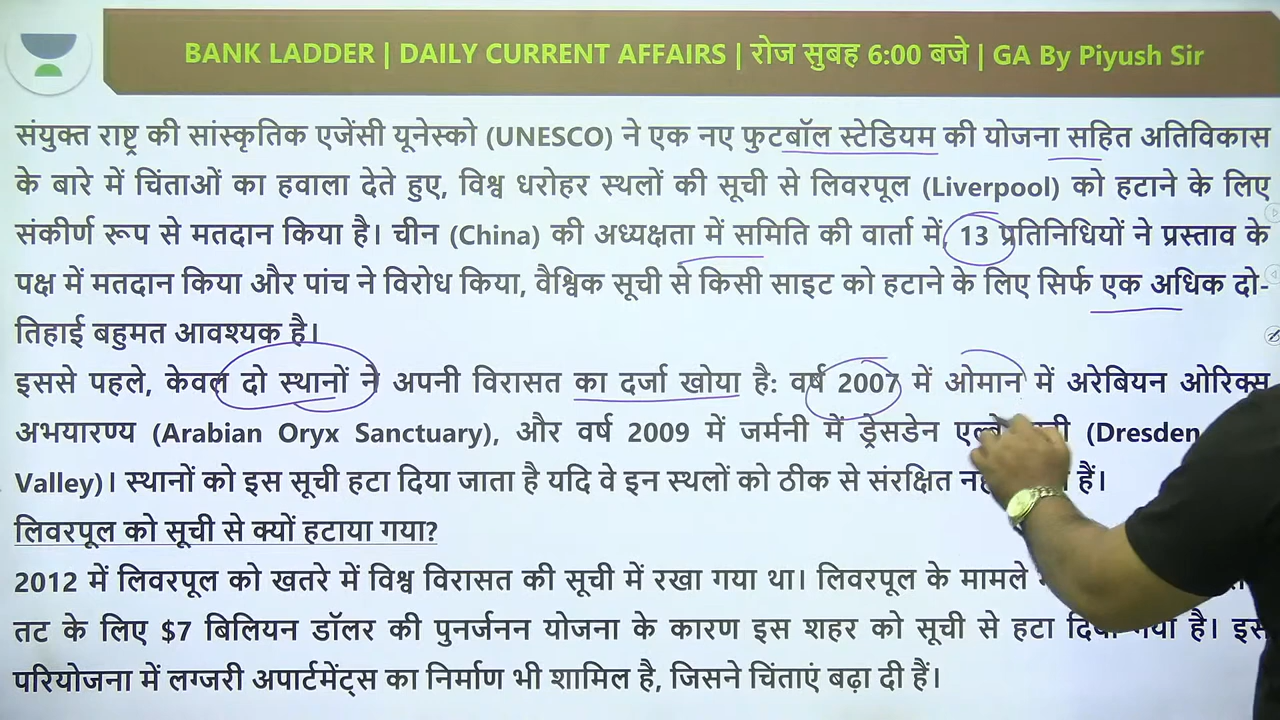 BANK LADDER | DAILY CURRENT AFFAIRS | रोज सुबह 6:00 बजे | GA By Piyush Sir
संयुक्त राष्ट्र की सांस्कृतिक एजेंसी यूनेस्को (UNESCO) ने एक नए फुटबॉल स्टेडियम की योजना सहित अतिविकास
के बारे में चिंताओं का हवाला देते हुए, विश्व धरोहर स्थलों की सूची से लिवरपूल (Liverpool) को हटाने के लिए
संकीर्ण रूप से मतदान किया है। चीन (China) की अध्यक्षता में समिति की वार्ता में, 13 प्रतिनिधियों ने प्रस्ताव के
पक्ष में मतदान किया और पांच ने विरोध किया, वैश्विक सूची से किसी साइट को हटाने के लिए सिर्फ एक अधिक दो-
तिहाई बहुमत आवश्यक है।
इससे पहले, केवल दो स्थानों ने अपनी विरासत का दर्जा खोया है: वर्ष 2007 में ओमान में अरेबियन ओरिक्स
अभयारण्य (Arabian Oryx Sanctuary), और वर्ष 2009 में जर्मनी में ड्रेसडेन (Dresden
Valley)। स्थानों को इस सूची हटा दिया जाता है यदि वे इन स्थलों को ठीक से संरक्षित हैं।
लिवरपूल को सूची से क्यों हटाया गया?
2012 में लिवरपूल को खतरे में विश्व विरासत की सूची में रखा गया था। लिवरपूल के मामले
तट के लिए $7 बिलियन डॉलर की पुनर्जनन योजना के कारण इस शहर को सूची से हटा दिया गया है। इस
परियोजना में लग्जरी अपार्टमेंट्स का निर्माण भी शामिल है, जिसने चिंताएं बढ़ा दी हैं।